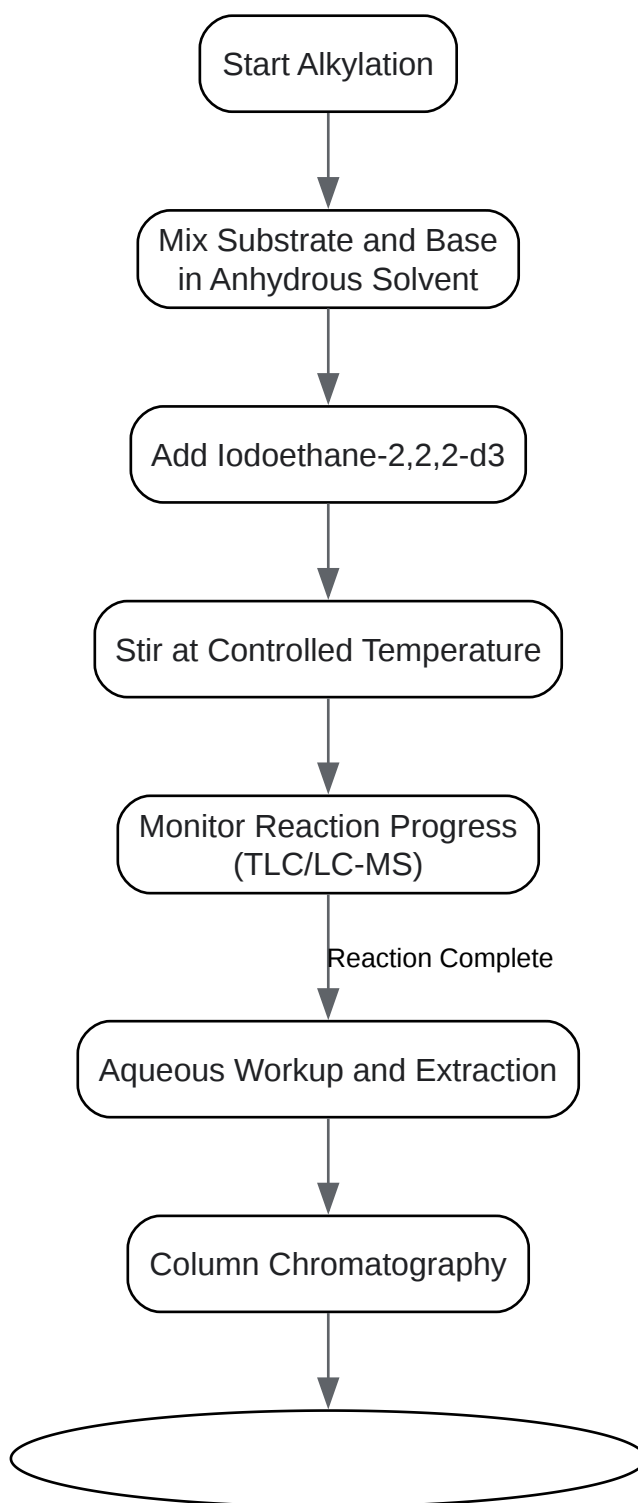 Start Alkylation
Mix Substrate and Base
in Anhydrous Solvent
Add Iodoethane-2,2,2-d3
Stir at Controlled Temperature
Monitor Reaction Progress
(TLC/LC-MS)
Reaction Complete
Aqueous Workup and Extraction
Column Chromatography